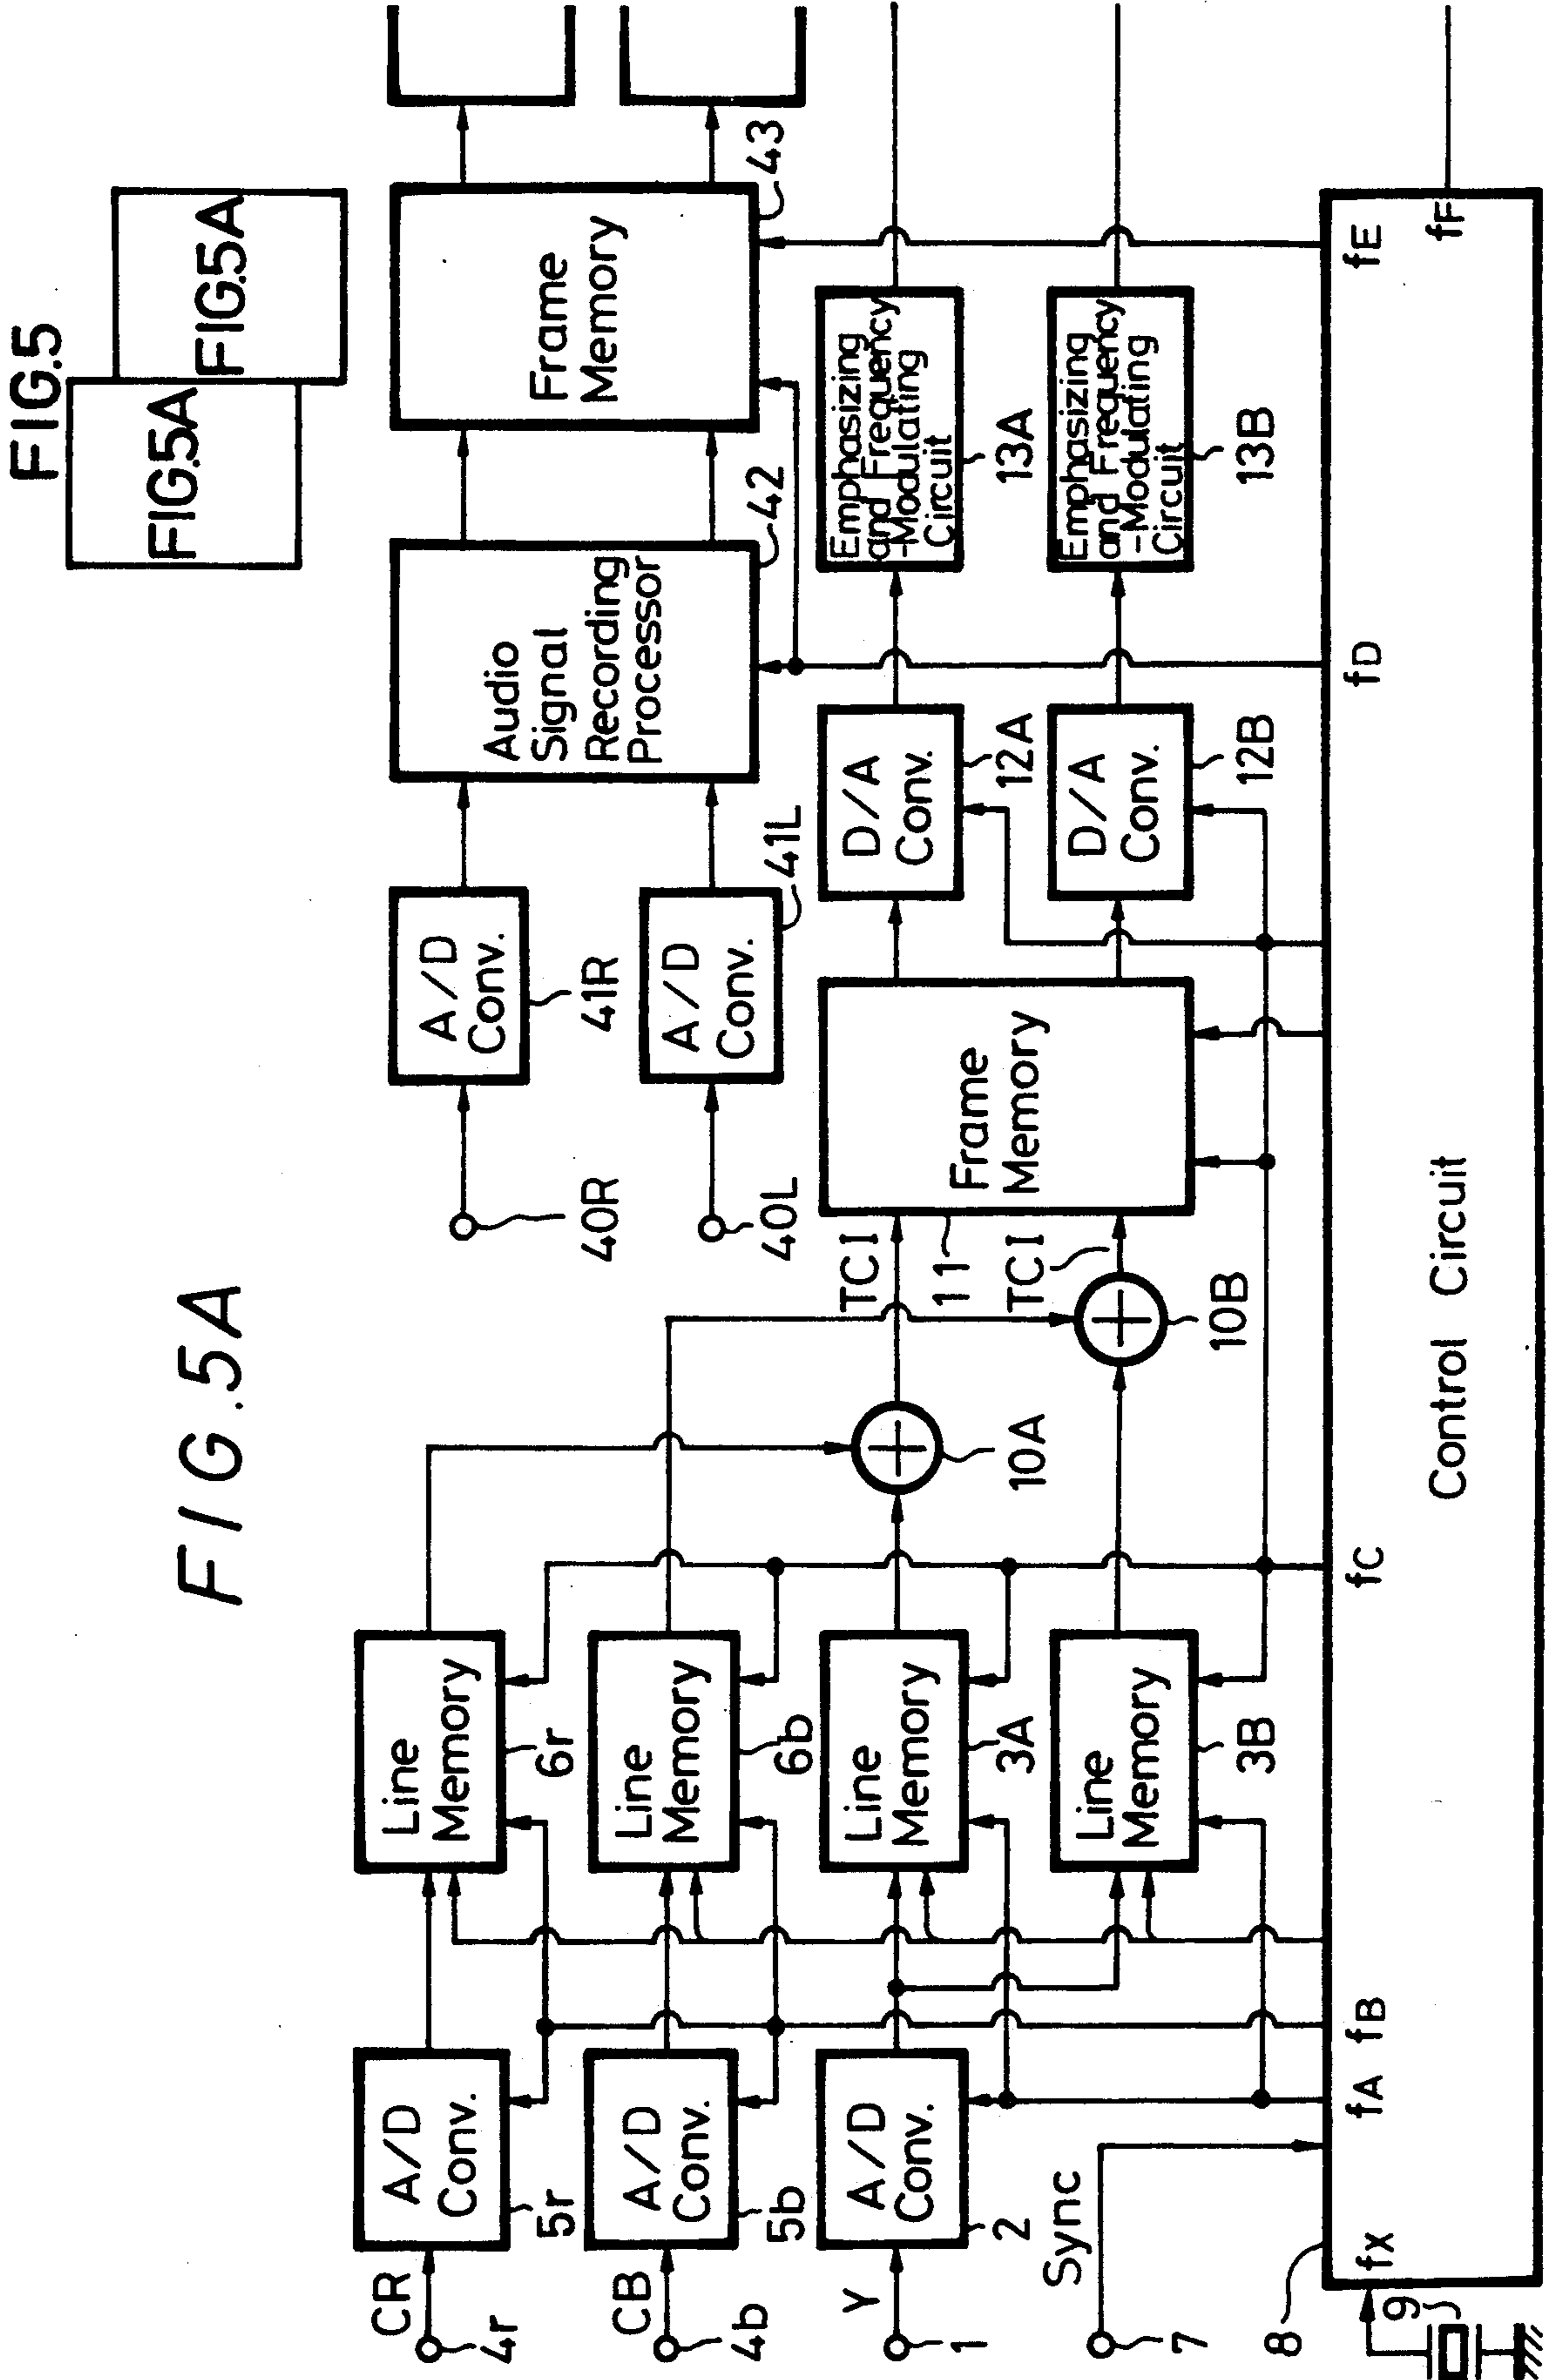 FIG.5
FIG.5A
FIG.5A
FIG.5A
CR
4r
A/D
Conv.
5r
Line
Memory
6r
CB
4b
A/D
Conv.
5b
Line
Memory
6b
Y
1
A/D
Conv.
2
Line
Memory
3A
Line
Memory
3B
Sync
7
10A
10B
TCI
11
TCI
Frame
Memory
40R
A/D
Conv.
41R
40L
A/D
Conv.
41L
Audio
Signal
Recording
Processor
42
Frame
Memory
43
D/A
Conv.
12A
D/A
Conv.
12B
Emphasizing
and Frequency
-Modulating
Circuit
13A
Emphasizing
and Frequency
-Modulating
Circuit
13B
8
fX
9
fA
fB
fC
fD
fE
fF
Control Circuit